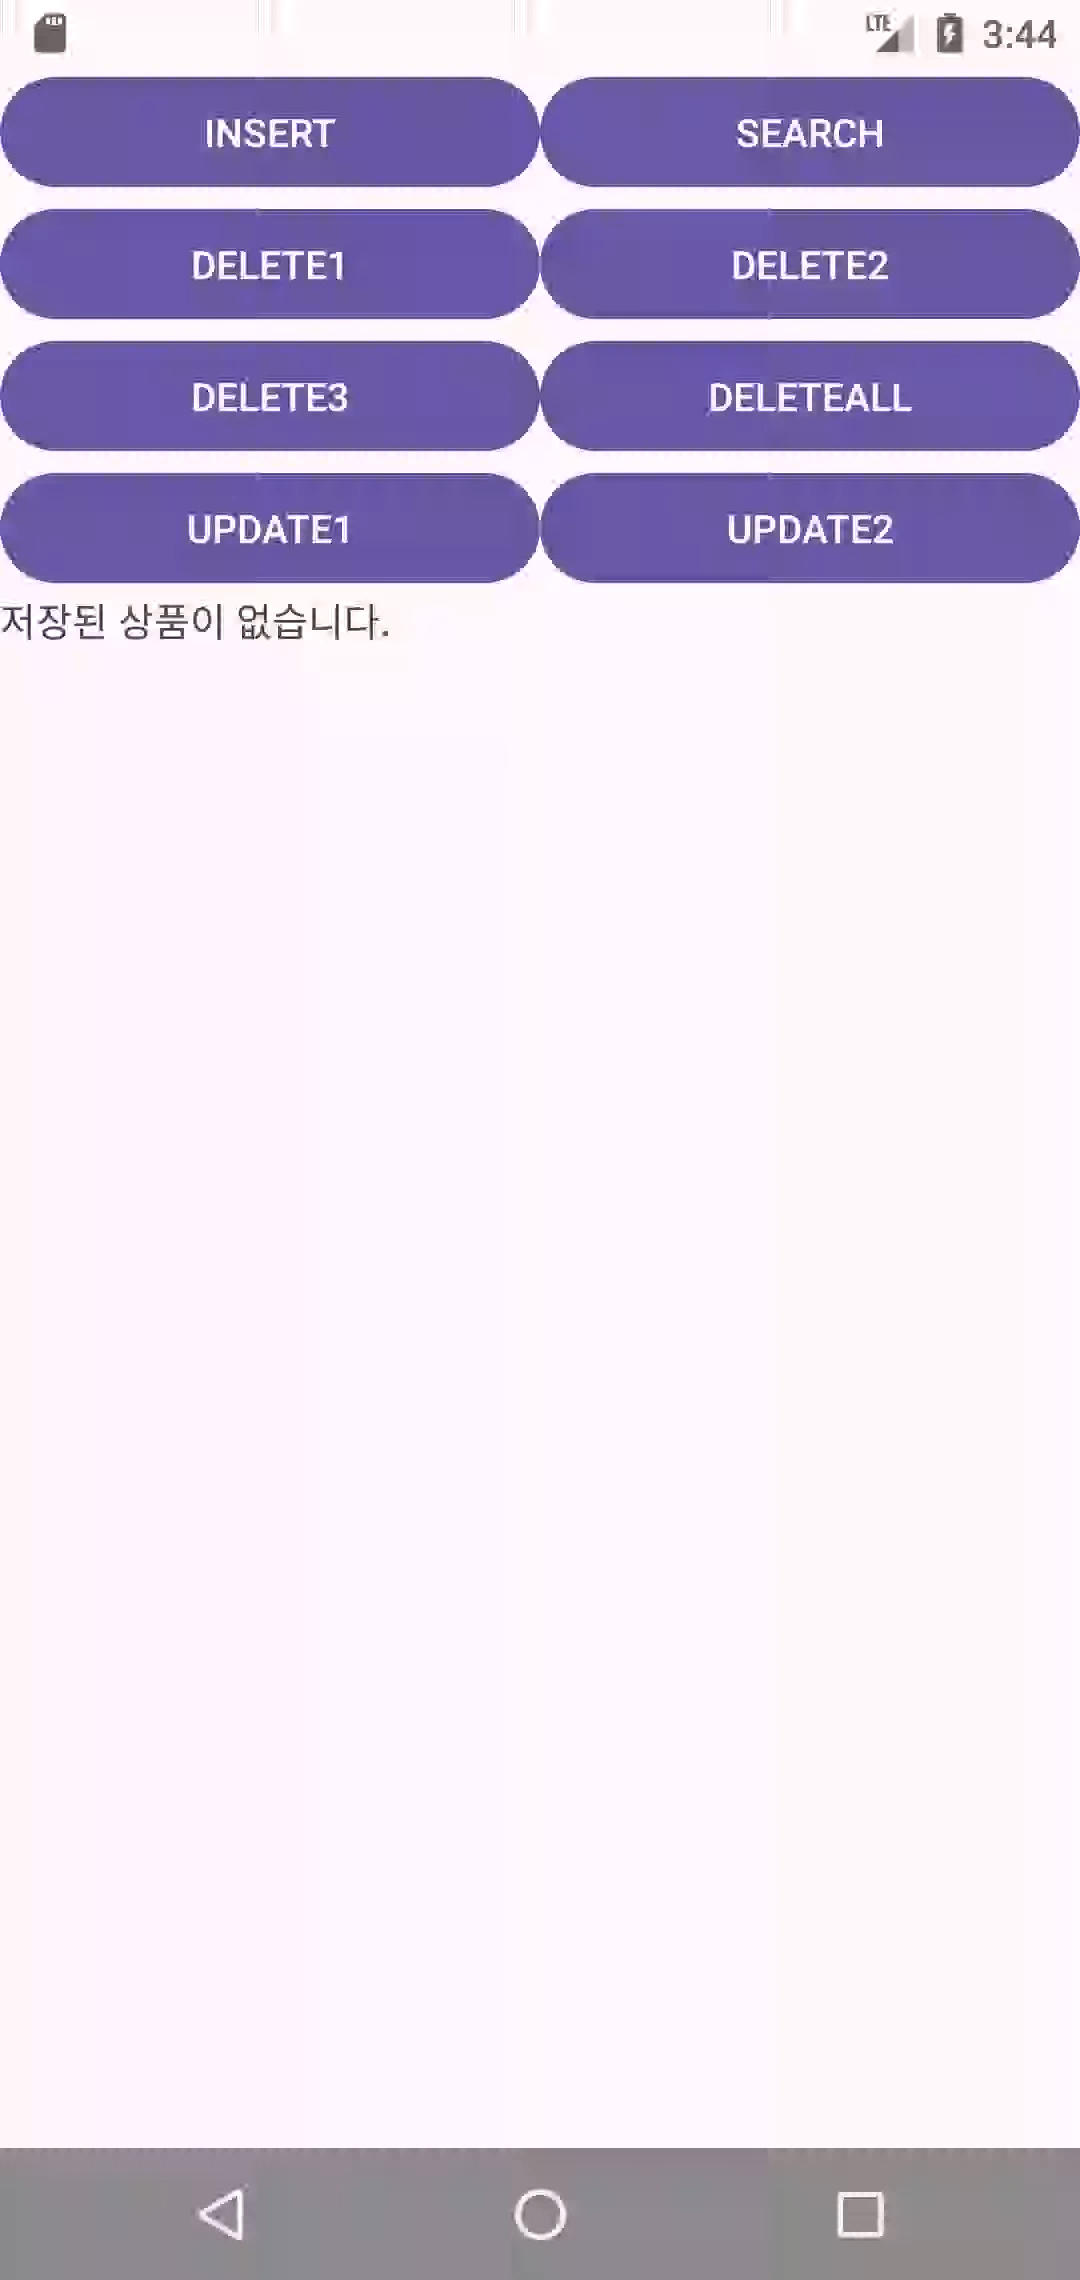 LTE 3:44
INSERT SEARCH
DELETE1 DELETE2
DELETE3 DELETEALL
UPDATE1 UPDATE2
저장된 상품이 없습니다.